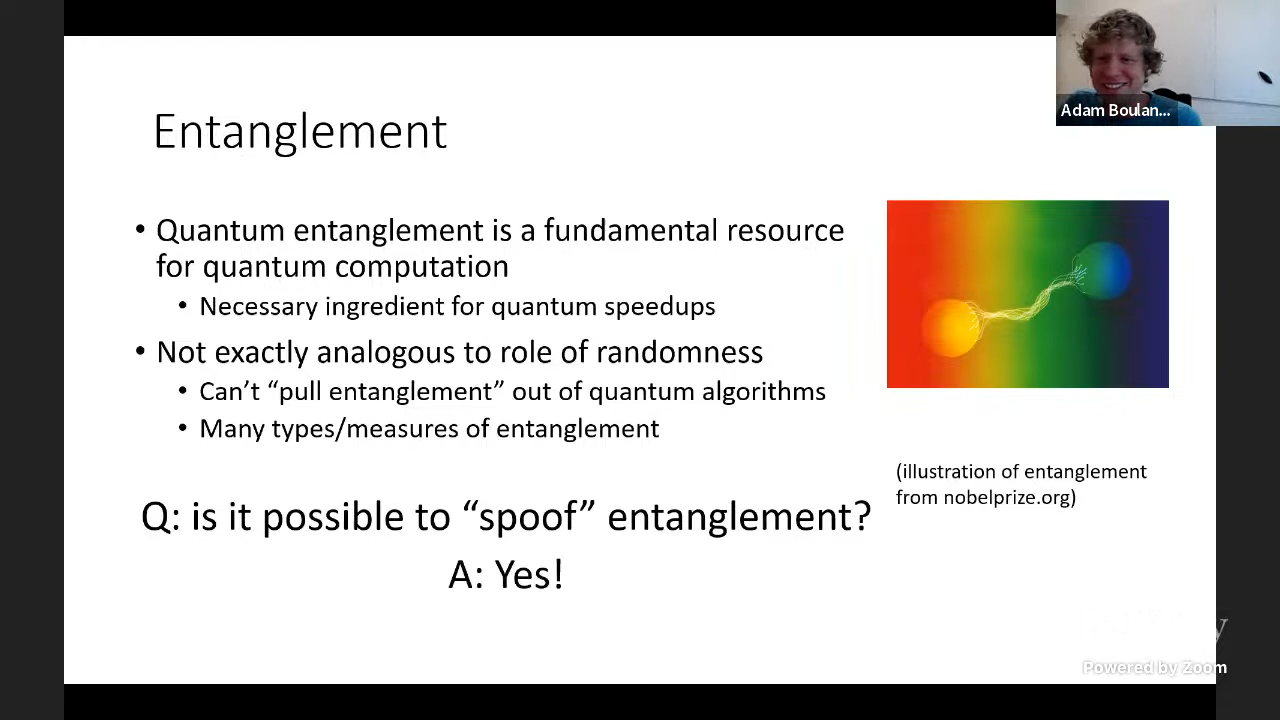 Adam Boulan...
Entanglement
• Quantum entanglement is a fundamental resource
for quantum computation
• Necessary ingredient for quantum speedups
• Not exactly analogous to role of randomness
• Can’t “pull entanglement” out of quantum algorithms
• Many types/measures of entanglement
(illustration of entanglement
from nobelprize.org)
Q: is it possible to “spoof” entanglement?
A: Yes!
Powered by Zoom